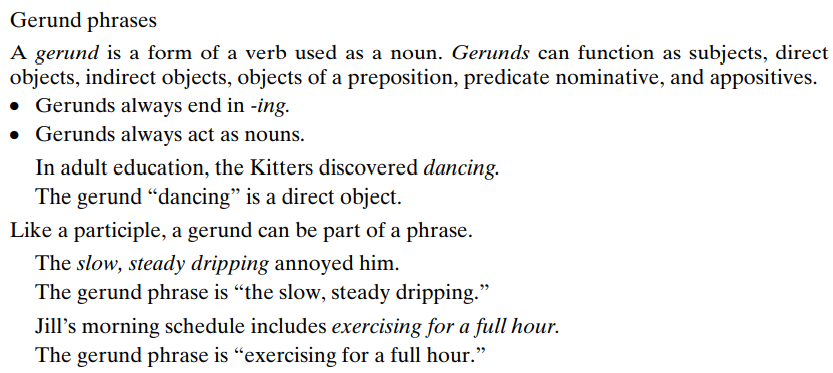 Gerund phrases
A gerund is a form of a verb used as a noun. Gerunds can function as subjects, direct
objects, indirect objects, objects of a preposition, predicate nominative, and appositives.
• Gerunds always end in -ing.
• Gerunds always act as nouns.
In adult education, the Kitters discovered dancing.
The gerund “dancing” is a direct object.
Like a participle, a gerund can be part of a phrase.
The slow, steady dripping annoyed him.
The gerund phrase is “the slow, steady dripping.”
Jill’s morning schedule includes exercising for a full hour.
The gerund phrase is “exercising for a full hour.”